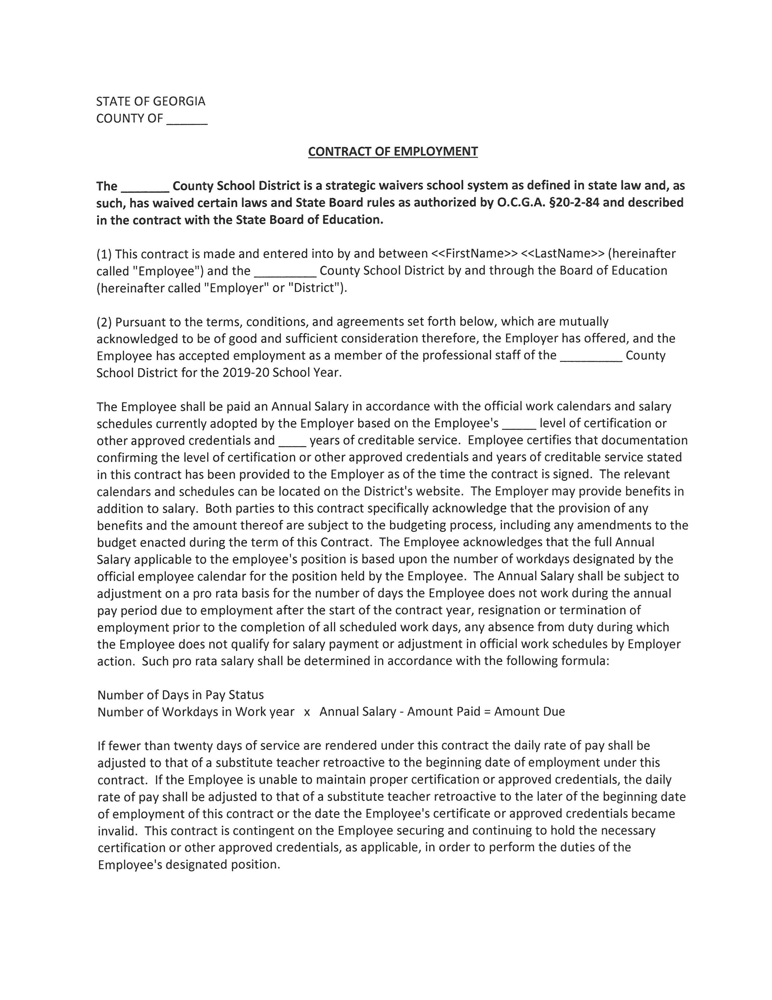 STATE OF GEORGIA
COUNTY OF ______
CONTRACT OF EMPLOYMENT
The _______ County School District is a strategic waivers school system as defined in state law and, as
such, has waived certain laws and State Board rules as authorized by O.C.G.A. §20-2-84 and described
in the contract with the State Board of Education.
(1) This contract is made and entered into by and between <<FirstName>> <<LastName>> (hereinafter
called "Employee") and the _________ County School District by and through the Board of Education
(hereinafter called "Employer" or "District").
(2) Pursuant to the terms, conditions, and agreements set forth below, which are mutually
acknowledged to be of good and sufficient consideration therefore, the Employer has offered, and the
Employee has accepted employment as a member of the professional staff of the _________ County
School District for the 2019-20 School Year.
The Employee shall be paid an Annual Salary in accordance with the official work calendars and salary
schedules currently adopted by the Employer based on the Employee's _____ level of certification or
other approved credentials and ____ years of creditable service.  Employee certifies that documentation
confirming the level of certification or other approved credentials and years of creditable service stated
in this contract has been provided to the Employer as of the time the contract is signed.  The relevant
calendars and schedules can be located on the District's website.  The Employer may provide benefits in
addition to salary.  Both parties to this contract specifically acknowledge that the provision of any
benefits and the amount thereof are subject to the budgeting process, including any amendments to the
budget enacted during the term of this Contract.  The Employee acknowledges that the full Annual
Salary applicable to the employee's position is based upon the number of workdays designated by the
official employee calendar for the position held by the Employee.  The Annual Salary shall be subject to
adjustment on a pro rata basis for the number of days the Employee does not work during the annual
pay period due to employment after the start of the contract year, resignation or termination of
employment prior to the completion of all scheduled work days, any absence from duty during which
the Employee does not qualify for salary payment or adjustment in official work schedules by Employer
action.  Such pro rata salary shall be determined in accordance with the following formula:
Number of Days in Pay Status
Number of Workdays in Work year   x   Annual Salary - Amount Paid = Amount Due
If fewer than twenty days of service are rendered under this contract the daily rate of pay shall be
adjusted to that of a substitute teacher retroactive to the beginning date of employment under this
contract.  If the Employee is unable to maintain proper certification or approved credentials, the daily
rate of pay shall be adjusted to that of a substitute teacher retroactive to the later of the beginning date
of employment of this contract or the date the Employee's certificate or approved credentials became
invalid.  This contract is contingent on the Employee securing and continuing to hold the necessary
certification or other approved credentials, as applicable, in order to perform the duties of the
Employee's designated position.